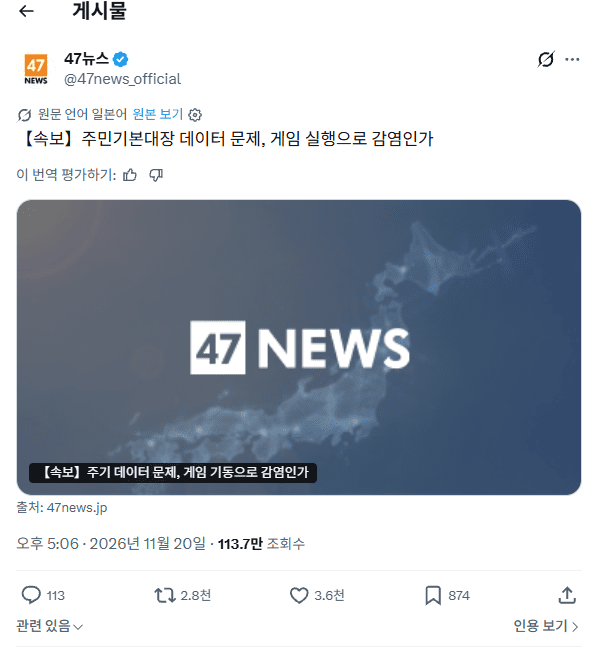 게시물
47
NEWS
47뉴스
@47news_official
원문 언어 일본어 원본 보기
【속보】주민기본대장 데이터 문제, 게임 실행으로 감염인가
이 번역 평가하기:
47 NEWS
【속보】주기 데이터 문제, 게임 기동으로 감염인가
출처: 47news.jp
오후 5:06 · 2026년 11월 20일 · 113.7만 조회수
113 2.8천 3.6천 874
관련 있음 인용 보기